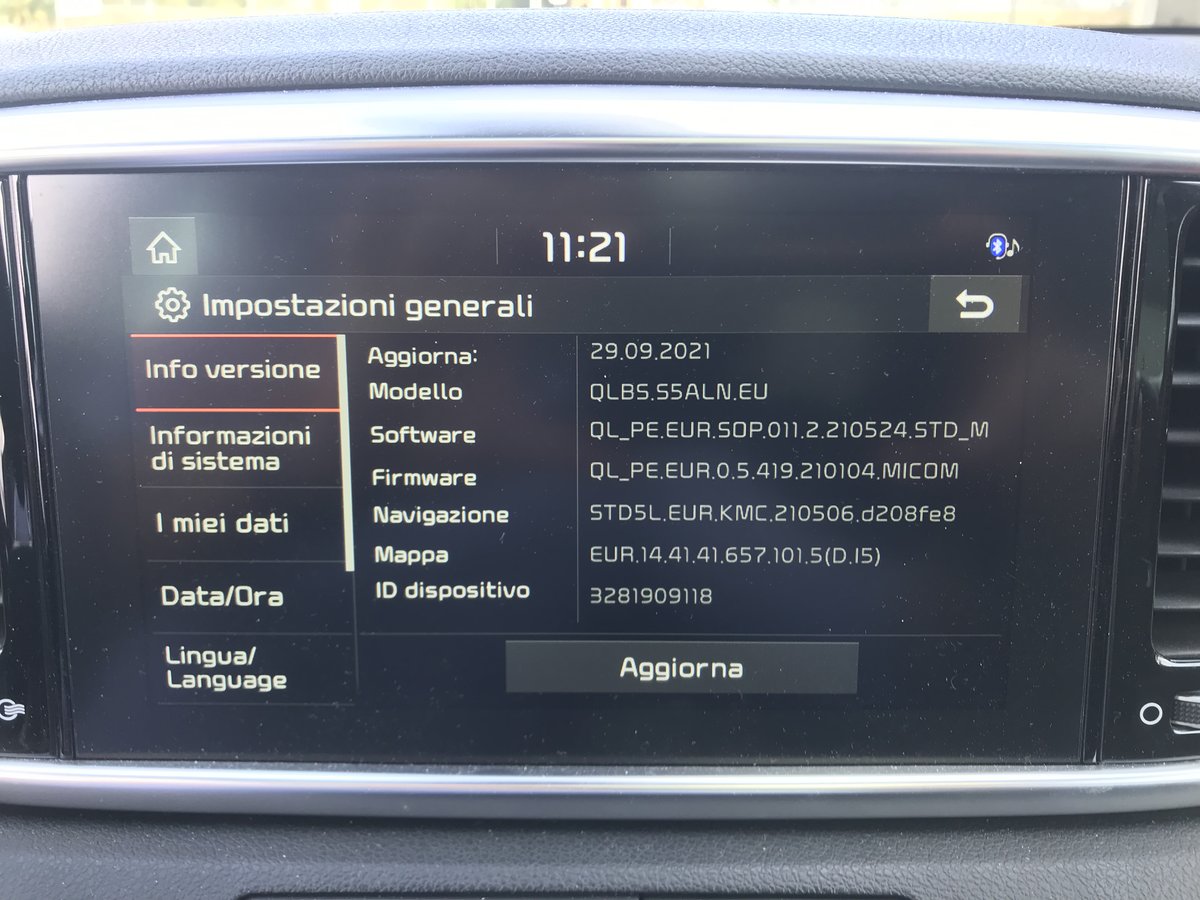 11:21
Impostazioni generali
Info versione
Informazioni
di sistema
I miei dati
Data/Ora
Lingua/
Language
Aggiorna: 29.09.2021
Modello QLBS.S5ALN.EU
Software QL_PE.EUR.SOP.011.2.210524.STD_M
Firmware QL_PE.EUR.0.5.419.210104.MICOM
Navigazione STD5L.EUR.KMC.210506.d208fe8
Mappa EUR.14.41.41.657.101.5(D.I5)
ID dispositivo 3281909118
Aggiorna